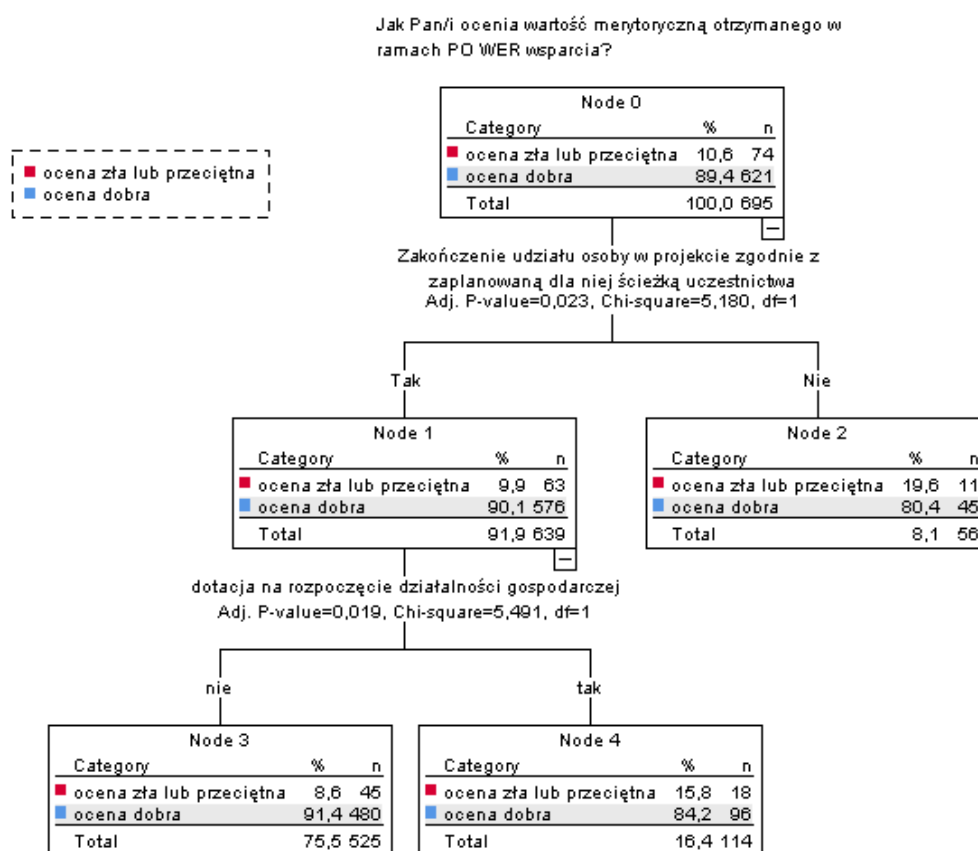 Jak Pan/i ocenia wartość merytoryczną otrzymanego w
ramach PO WER wsparcia?
ocena zła lub przeciętna
ocena dobra
Node 0
Category % n
ocena zła lub przeciętna 10,6 74
ocena dobra 89,4 621
Total 100,0 695
Zakończenie udziału osoby w projekcie zgodnie z
zaplanowaną dla niej ścieżką uczestnictwa
Adj. P-value=0,023, Chi-square=5,180, df=1
Tak
Nie
Node 1
Category % n
ocena zła lub przeciętna 9,9 63
ocena dobra 90,1 576
Total 91,9 639
Node 2
Category % n
ocena zła lub przeciętna 19,6 11
ocena dobra 80,4 45
Total 8,1 56
dotacja na rozpoczęcie działalności gospodarczej
Adj. P-value=0,019, Chi-square=5,491, df=1
nie
tak
Node 3
Category % n
ocena zła lub przeciętna 8,6 45
ocena dobra 91,4 480
Total 75,5 525
Node 4
Category % n
ocena zła lub przeciętna 15,8 18
ocena dobra 84,2 96
Total 16,4 114